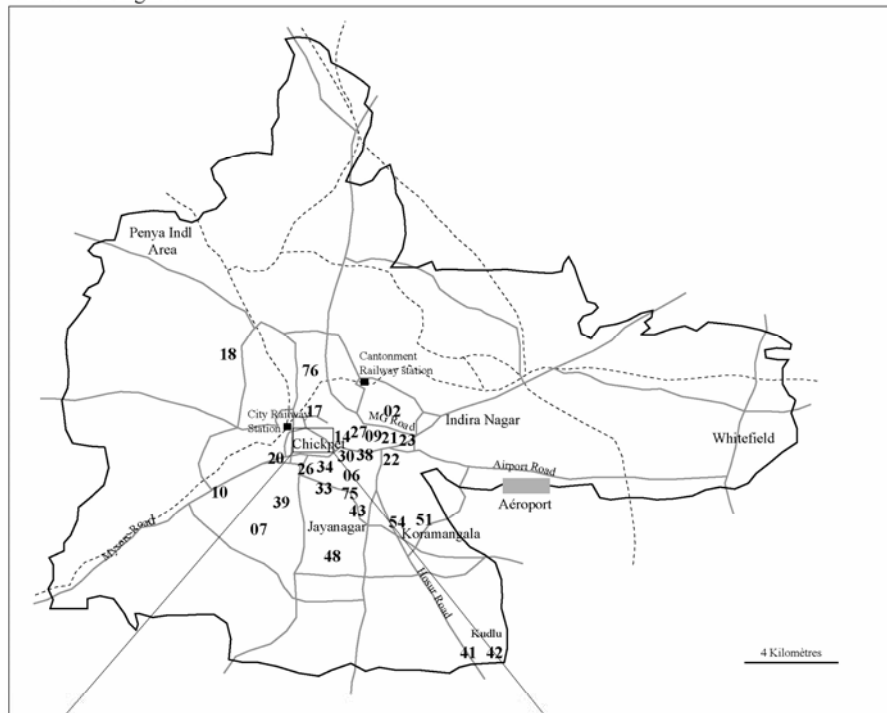 Penya Indl
Area
18
76
Cantonment
Railway station
17
02
MG Road
Indira Nagar
City Railway
Station
Chickpet
14
27
09
21
23
Whitefield
20
26
34
30
38
22
Airport Road
10
33
06
75
Aéroport
39
43
54
51
07
Jayanagar
Koramangala
Mysore Road
48
Hosur Road
Kudlu
41
42
4 Kilomètres